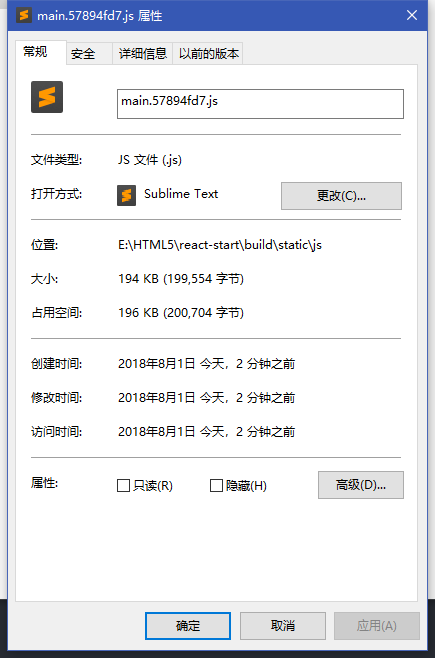 main.57894fd7.js 属性
常规 安全 详细信息 以前的版本
main.57894fd7.js
文件类型: JS 文件 (.js)
打开方式: Sublime Text 更改(C)...
位置: E:\HTML5\react-start\build\static\js
大小: 194 KB (199,554 字节)
占用空间: 196 KB (200,704 字节)
创建时间: 2018年8月1日 今天，2 分钟之前
修改时间: 2018年8月1日 今天，2 分钟之前
访问时间: 2018年8月1日 今天，2 分钟之前
属性: 只读(R) 隐藏(H) 高级(D)...
确定 取消 应用(A)